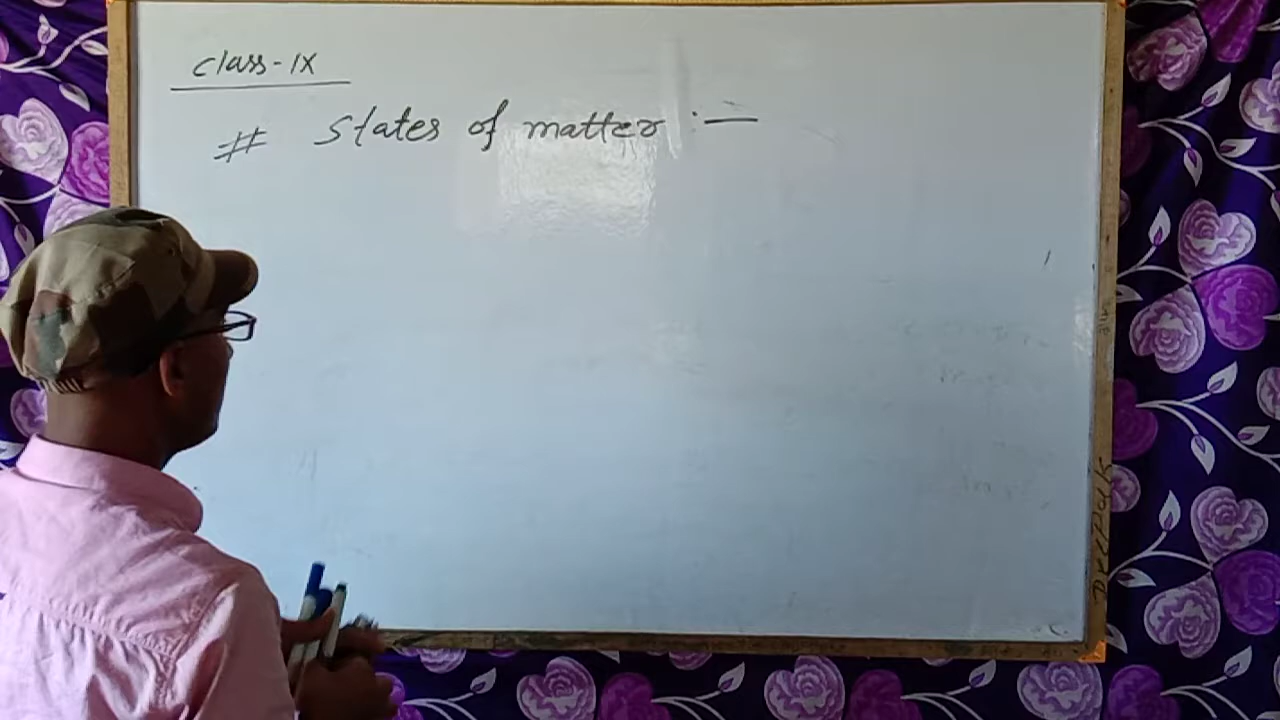 class-IX
# States of matter :-